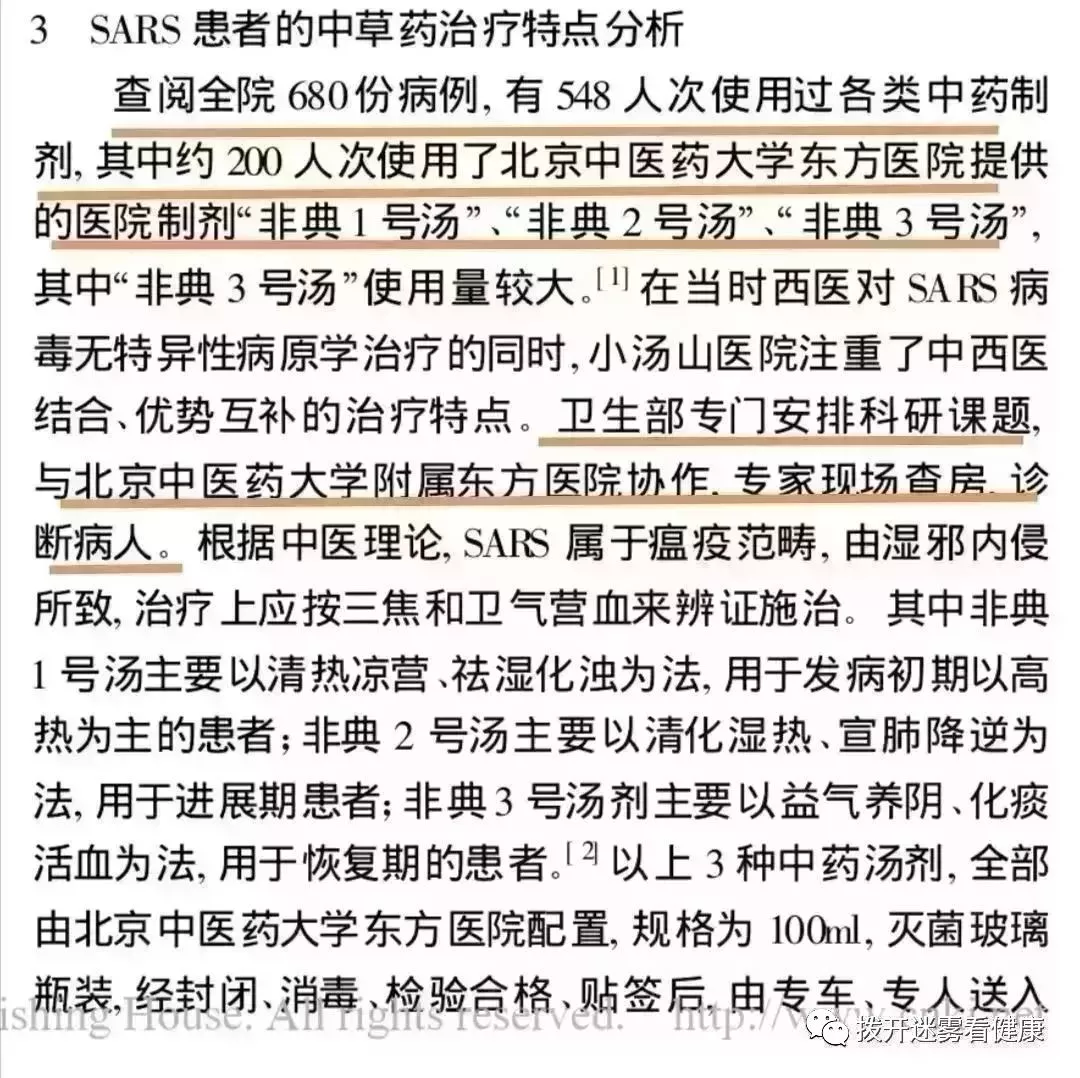 3 SARS 患者的中草药治疗特点分析
查阅全院 680份病例, 有 548 人次使用过各类中药制
剂, 其中约 200 人次使用了北京中医药大学东方医院提供
的医院制剂“非典 1 号汤”、“非典 2 号汤”、“非典 3 号汤”,
其中“非典 3 号汤”使用量较大。[1] 在当时西医对 SARS 病
毒无特异性病原学治疗的同时, 小汤山医院注重了中西医
结合、优势互补的治疗特点。卫生部专门安排科研课题,
与北京中医药大学附属东方医院协作, 专家现场查房、诊
断病人。根据中医理论, SARS 属于瘟疫范畴, 由湿邪内侵
所致, 治疗上应按三焦和卫气营血来辨证施治。其中非典
1 号汤主要以清热凉营、祛湿化浊为法, 用于发病初期以高
热为主的患者; 非典 2 号汤主要以清化湿热、宣肺降逆为
法, 用于进展期患者; 非典 3 号汤剂主要以益气养阴、化痰
活血为法, 用于恢复期的患者。[2] 以上 3 种中药汤剂, 全部
由北京中医药大学东方医院配置, 规格为 100ml, 灭菌玻璃
瓶装, 经封闭、消毒、检验合格、贴签后, 由专车、专人送入
ishing House. All rights reserved. http://www.cnki.net
拨开迷雾看健康